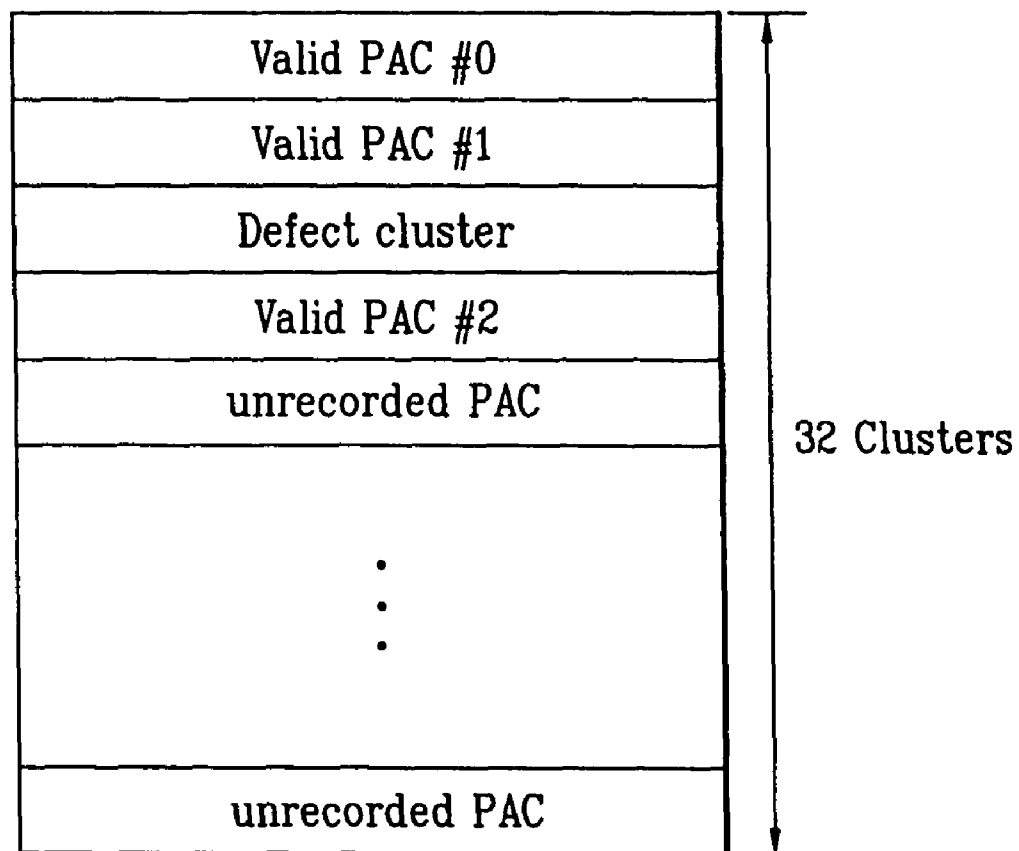 Valid PAC #0
Valid PAC #1
Defect cluster
Valid PAC #2
unrecorded PAC
32 Clusters
unrecorded PAC